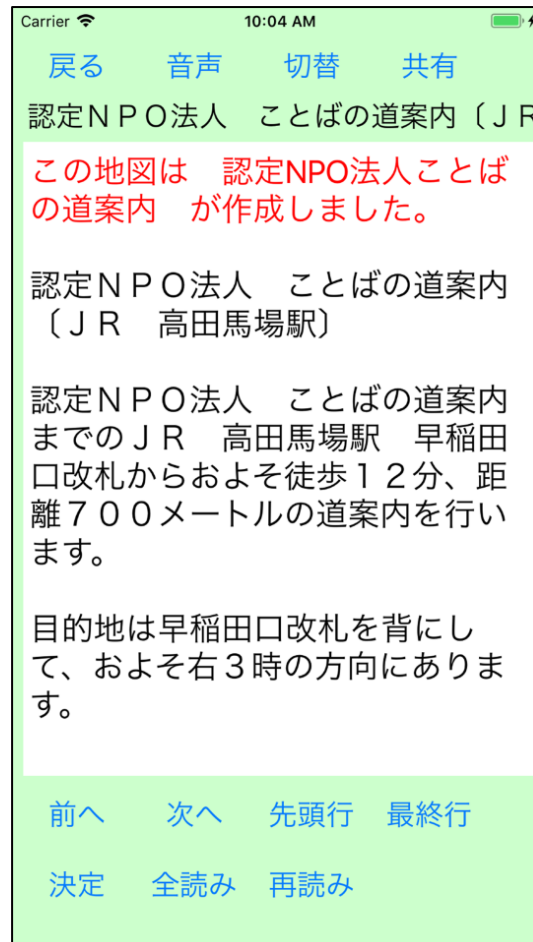 Carrier 10:04 AM
戻る 音声 切替 共有
認定ＮＰＯ法人　ことばの道案内〔ＪＲ
この地図は　認定NPO法人ことば
の道案内　が作成しました。
認定ＮＰＯ法人　ことばの道案内
〔ＪＲ　高田馬場駅〕
認定ＮＰＯ法人　ことばの道案内
までのＪＲ　高田馬場駅　早稲田
口改札からおよそ徒歩１２分、距
離７００メートルの道案内を行い
ます。
目的地は早稲田口改札を背にし
て、およそ右３時の方向にありま
す。
前へ 次へ 先頭行 最終行
決定 全読み 再読み